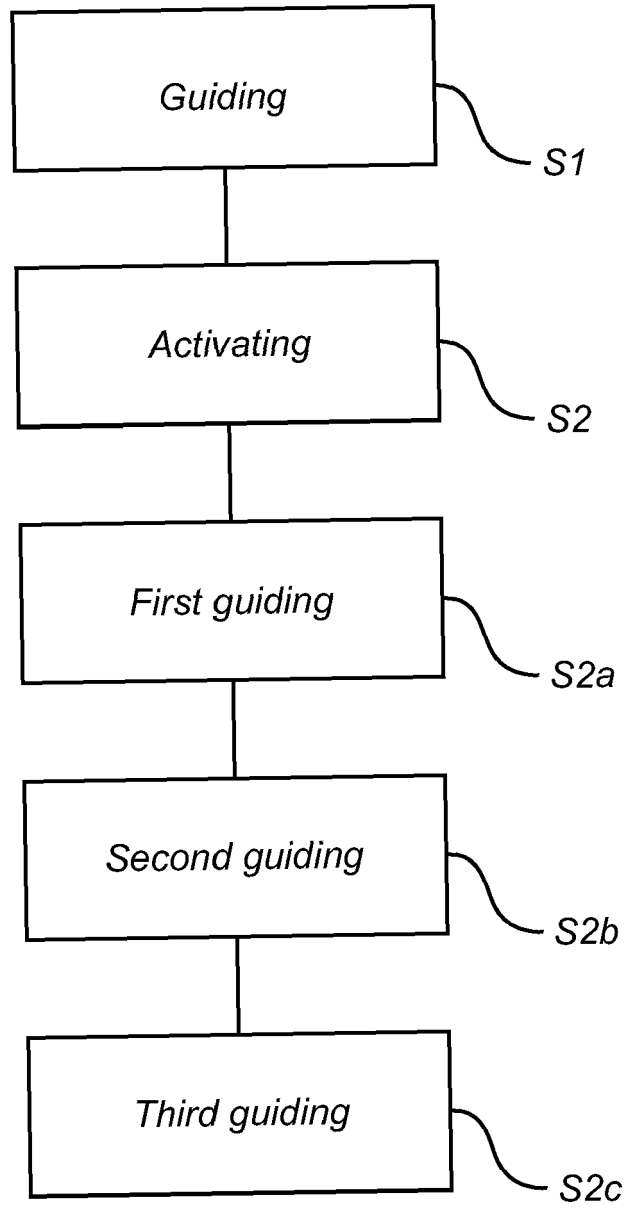 Guiding
S1
Activating
S2
First guiding
S2a
Second guiding
S2b
Third guiding
S2c